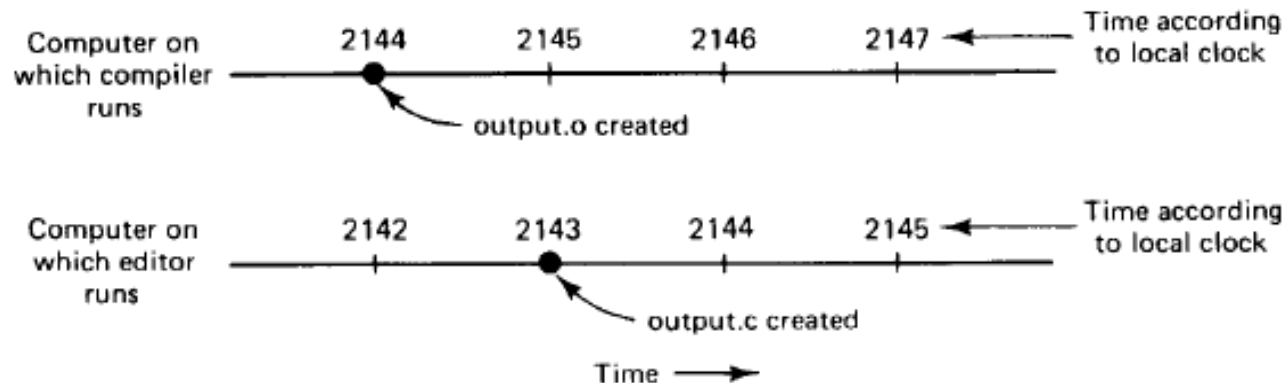 Computer on
which compiler
runs
2144 2145 2146 2147
Time according
to local clock
output.o created
Computer on
which editor
runs
2142 2143 2144 2145
Time according
to local clock
output.c created
Time